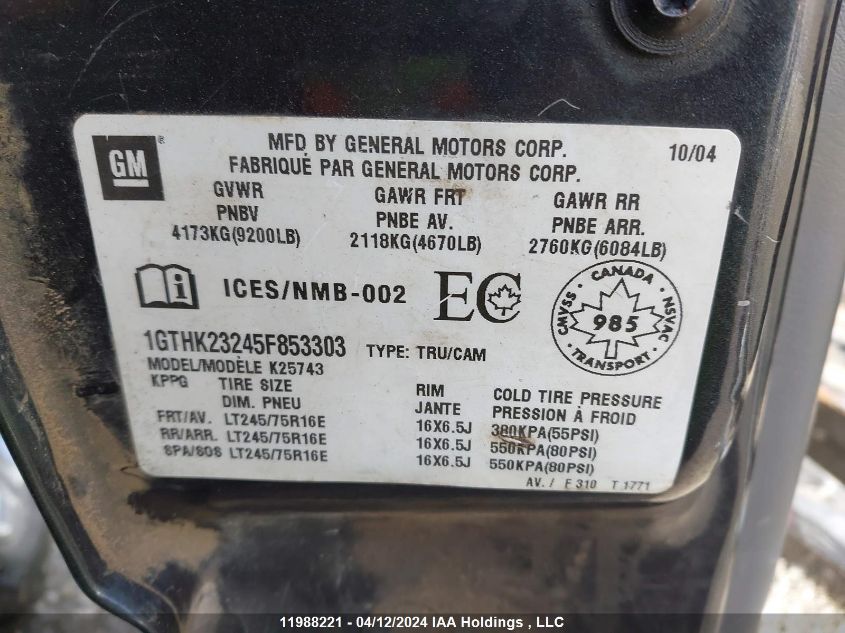 GM
MFD BY GENERAL MOTORS CORP. 10/04
FABRIQUÉ PAR GENERAL MOTORS CORP.
GVWR GAWR FRT GAWR RR
PNBV PNBE AV. PNBE ARR.
4173KG(9200LB) 2118KG(4670LB) 2760KG(6084LB)
i ICES/NMB-002 EC
CANADA
CMVSS 985 NSVAC
TRANSPORT
1GTHK23245F853303 TYPE: TRU/CAM
MODEL/MODÈLE K25743
KPPG TIRE SIZE RIM COLD TIRE PRESSURE
DIM. PNEU JANTE PRESSION À FROID
FRT/AV. LT245/75R16E 16X6.5J 380KPA(55PSI)
RR/ARR. LT245/75R16E 16X6.5J 550KPA(80PSI)
SPA/SOS LT245/75R16E 16X6.5J 550KPA(80PSI)
AV./ E 310 T 1771
11988221 - 04/12/2024 IAA Holdings , LLC